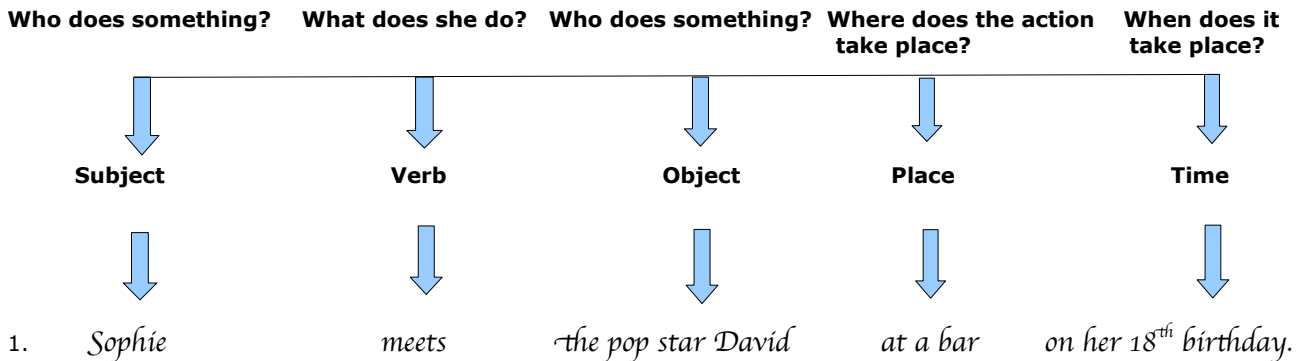 Who does something? What does she do? Who does something? Where does the action take place? When does it take place?
Subject Verb Object Place Time
1. Sophie meets the pop star David at a bar on her 18th birthday.